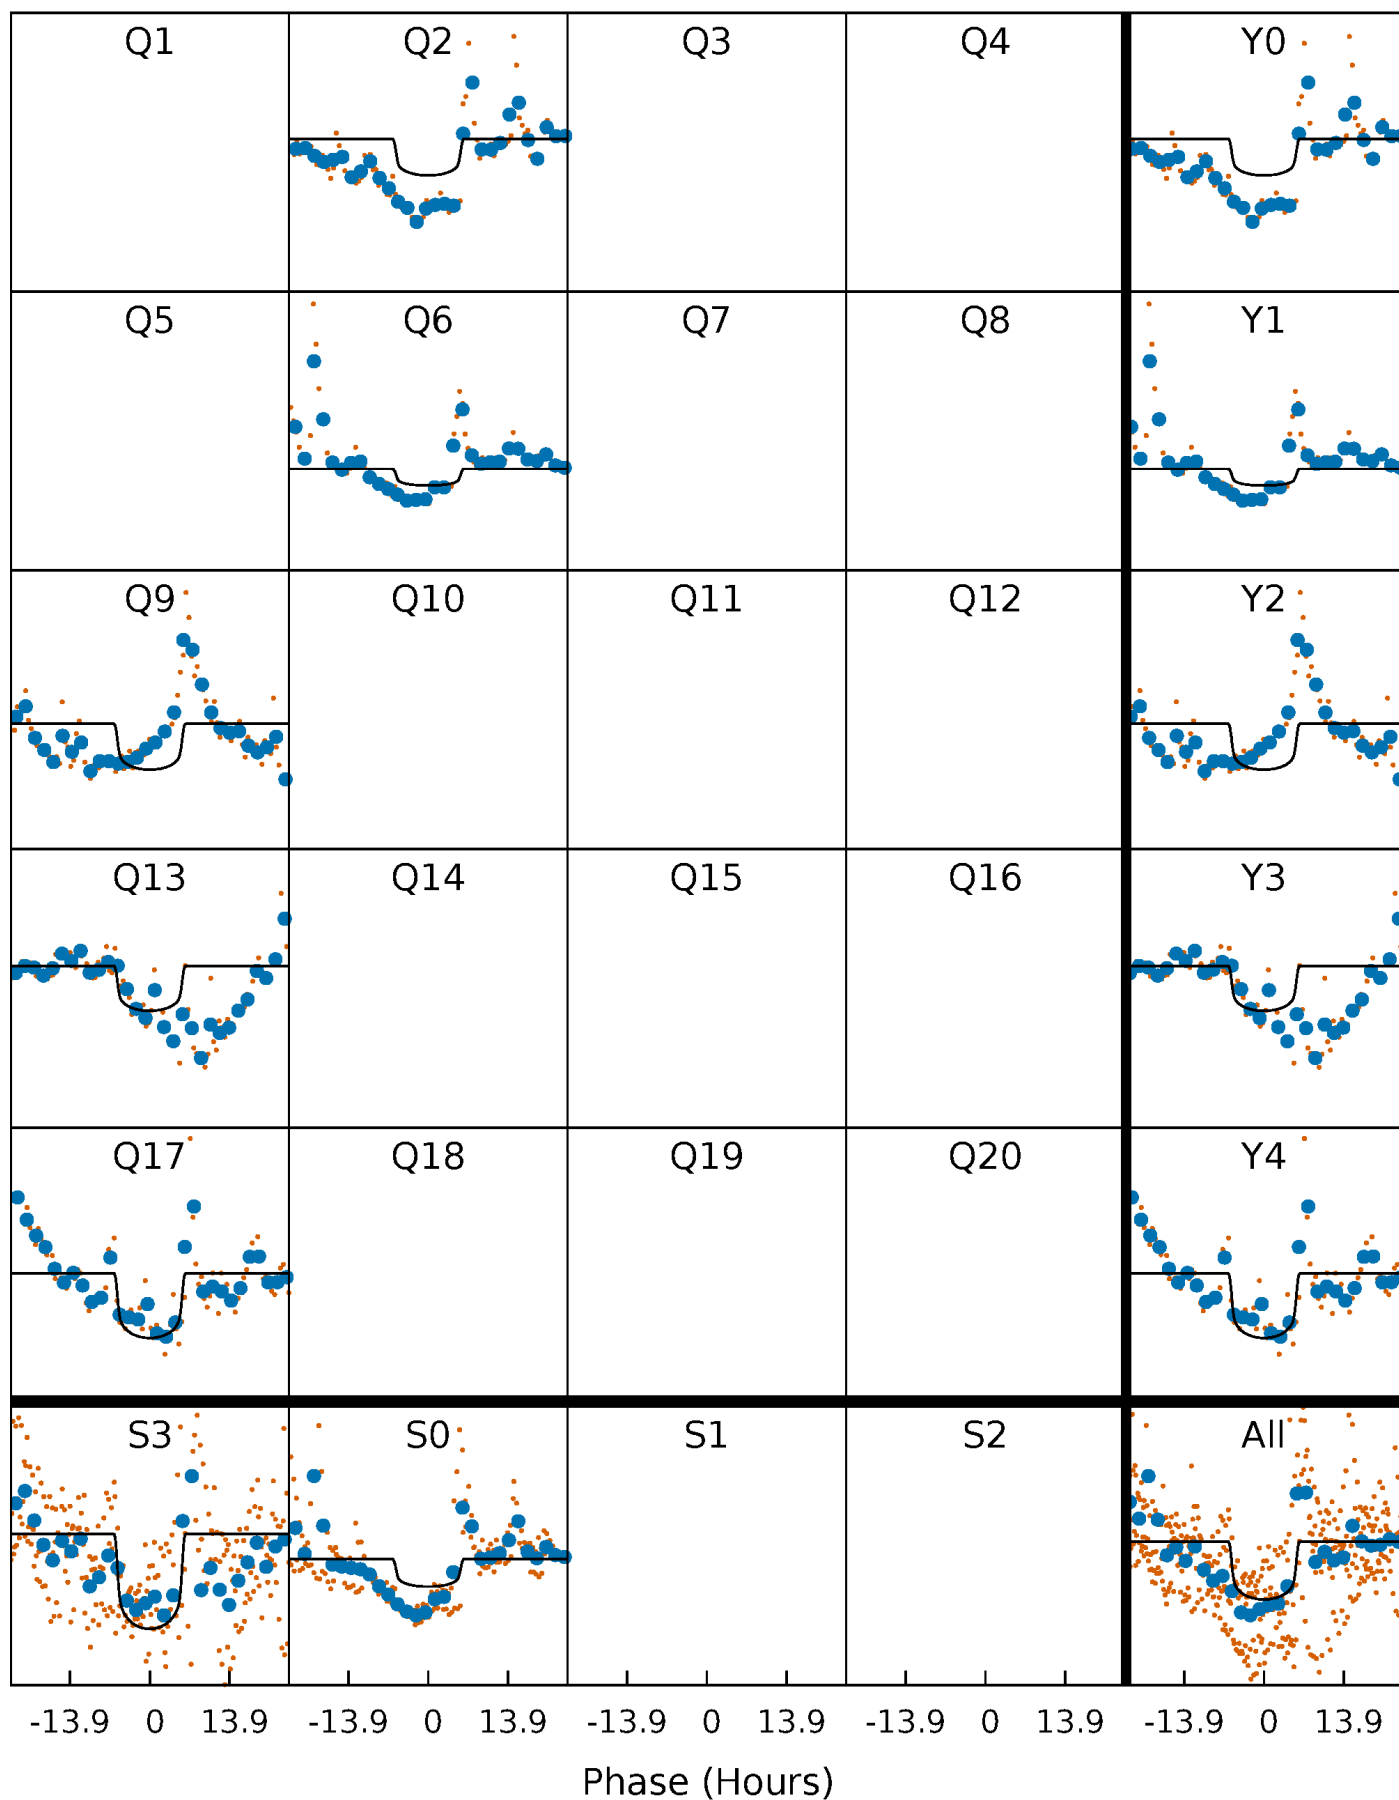 Q1 Q2 Q3 Q4 Y0
Q5 Q6 Q7 Q8 Y1
Q9 Q10 Q11 Q12 Y2
Q13 Q14 Q15 Q16 Y3
Q17 Q18 Q19 Q20 Y4
S3 S0 S1 S2 All
-13.9 0 13.9 -13.9 0 13.9 -13.9 0 13.9 -13.9 0 13.9 -13.9 0 13.9
Phase (Hours)